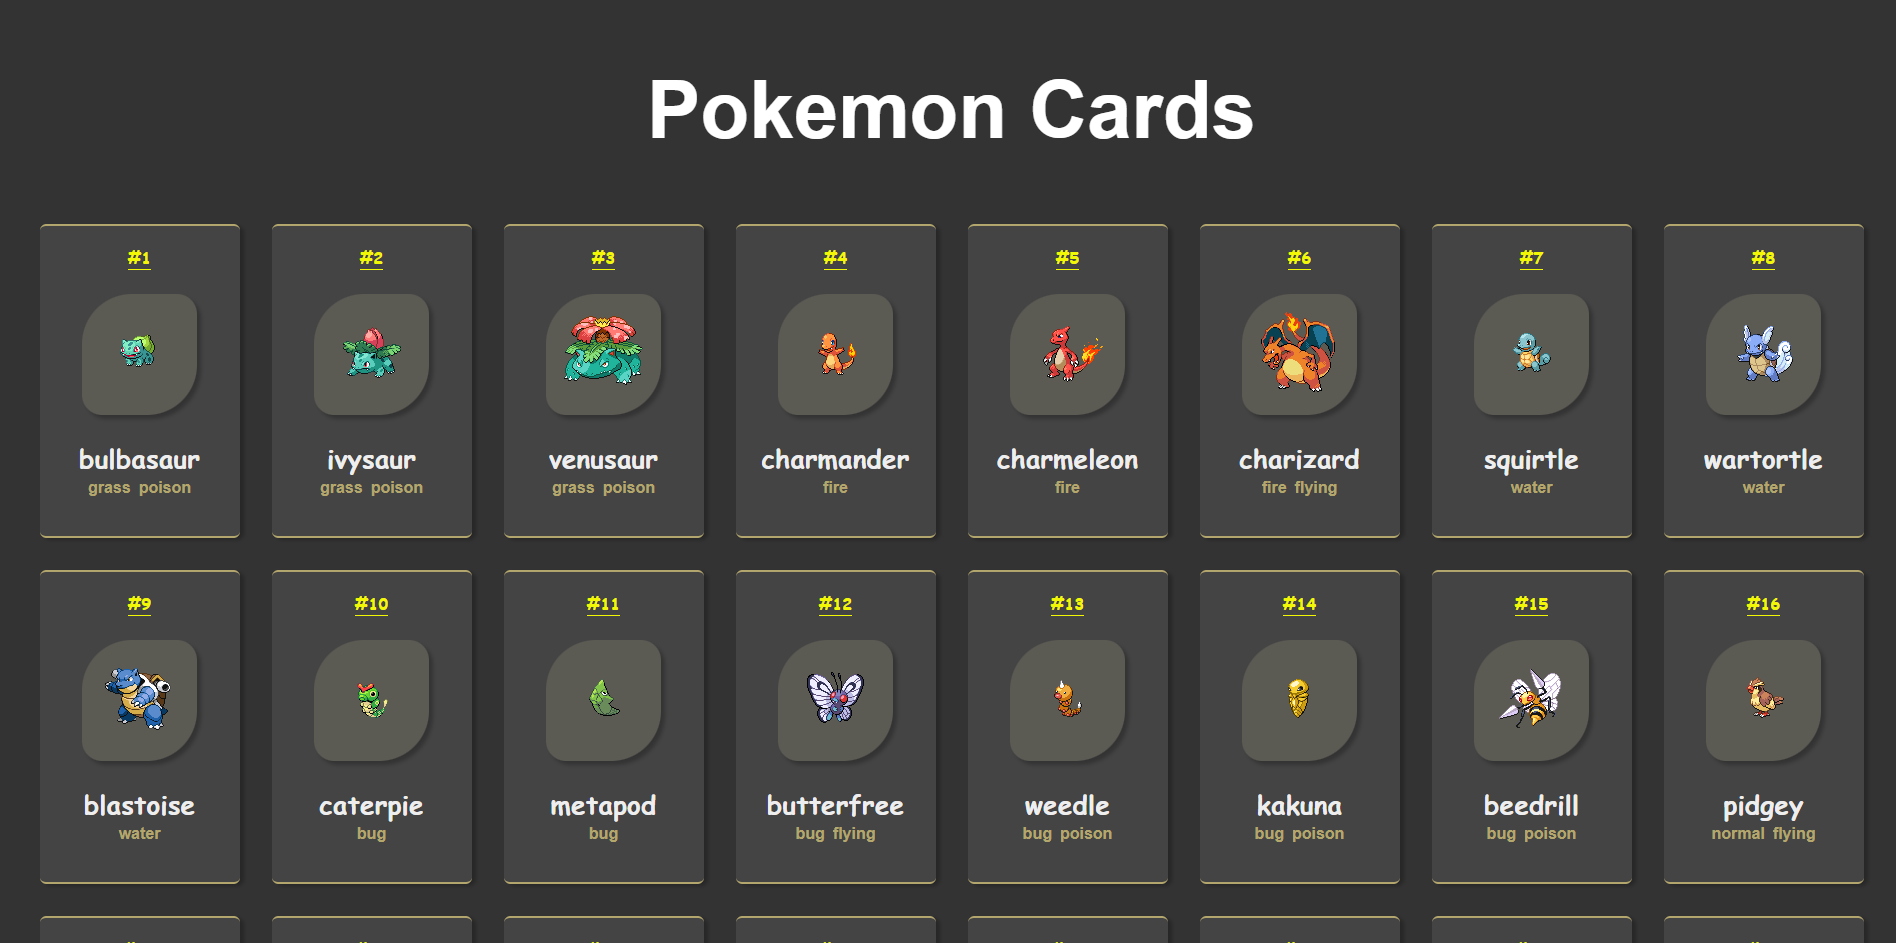 Pokemon Cards
#1 #2 #3 #4 #5 #6 #7 #8
bulbasaur ivysaur venusaur charmander charmeleon charizard squirtle wartortle
grass poison grass poison grass poison fire fire fire flying water water
#9 #10 #11 #12 #13 #14 #15 #16
blastoise caterpie metapod butterfree weedle kakuna beedrill pidgey
water bug bug bug flying bug poison bug poison bug poison normal flying